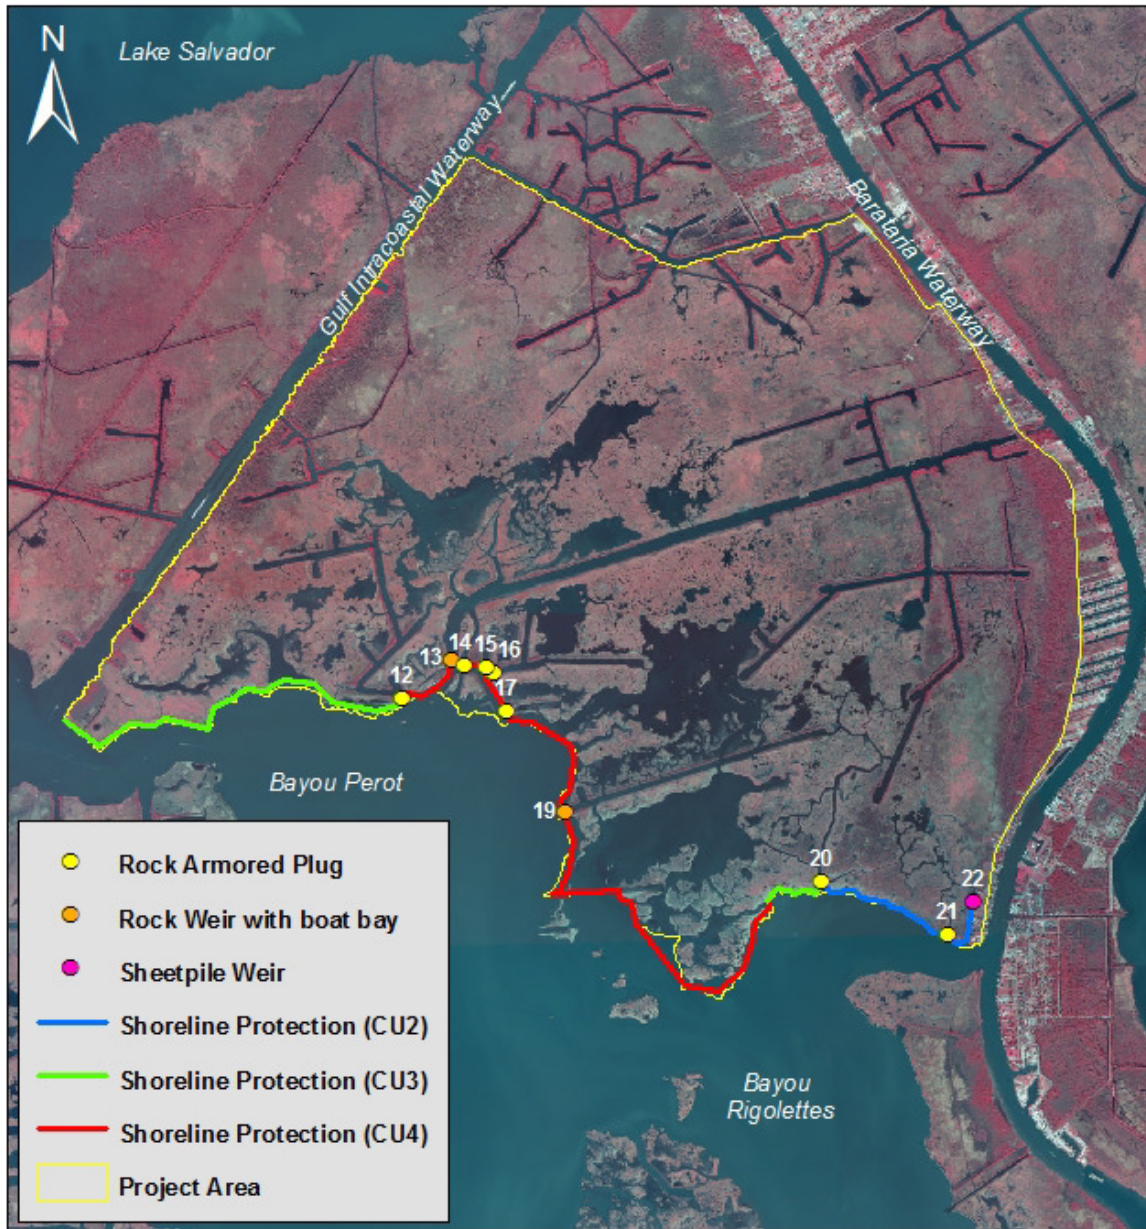 N
Lake Salvador
Gulf Intracoastal Waterway
Barataria Waterway
12
13
14
15
16
17
19
20
21
22
Bayou Perot
Bayou
Rigolettes
Rock Armored Plug
Rock Weir with boat bay
Sheetpile Weir
Shoreline Protection (CU2)
Shoreline Protection (CU3)
Shoreline Protection (CU4)
Project Area